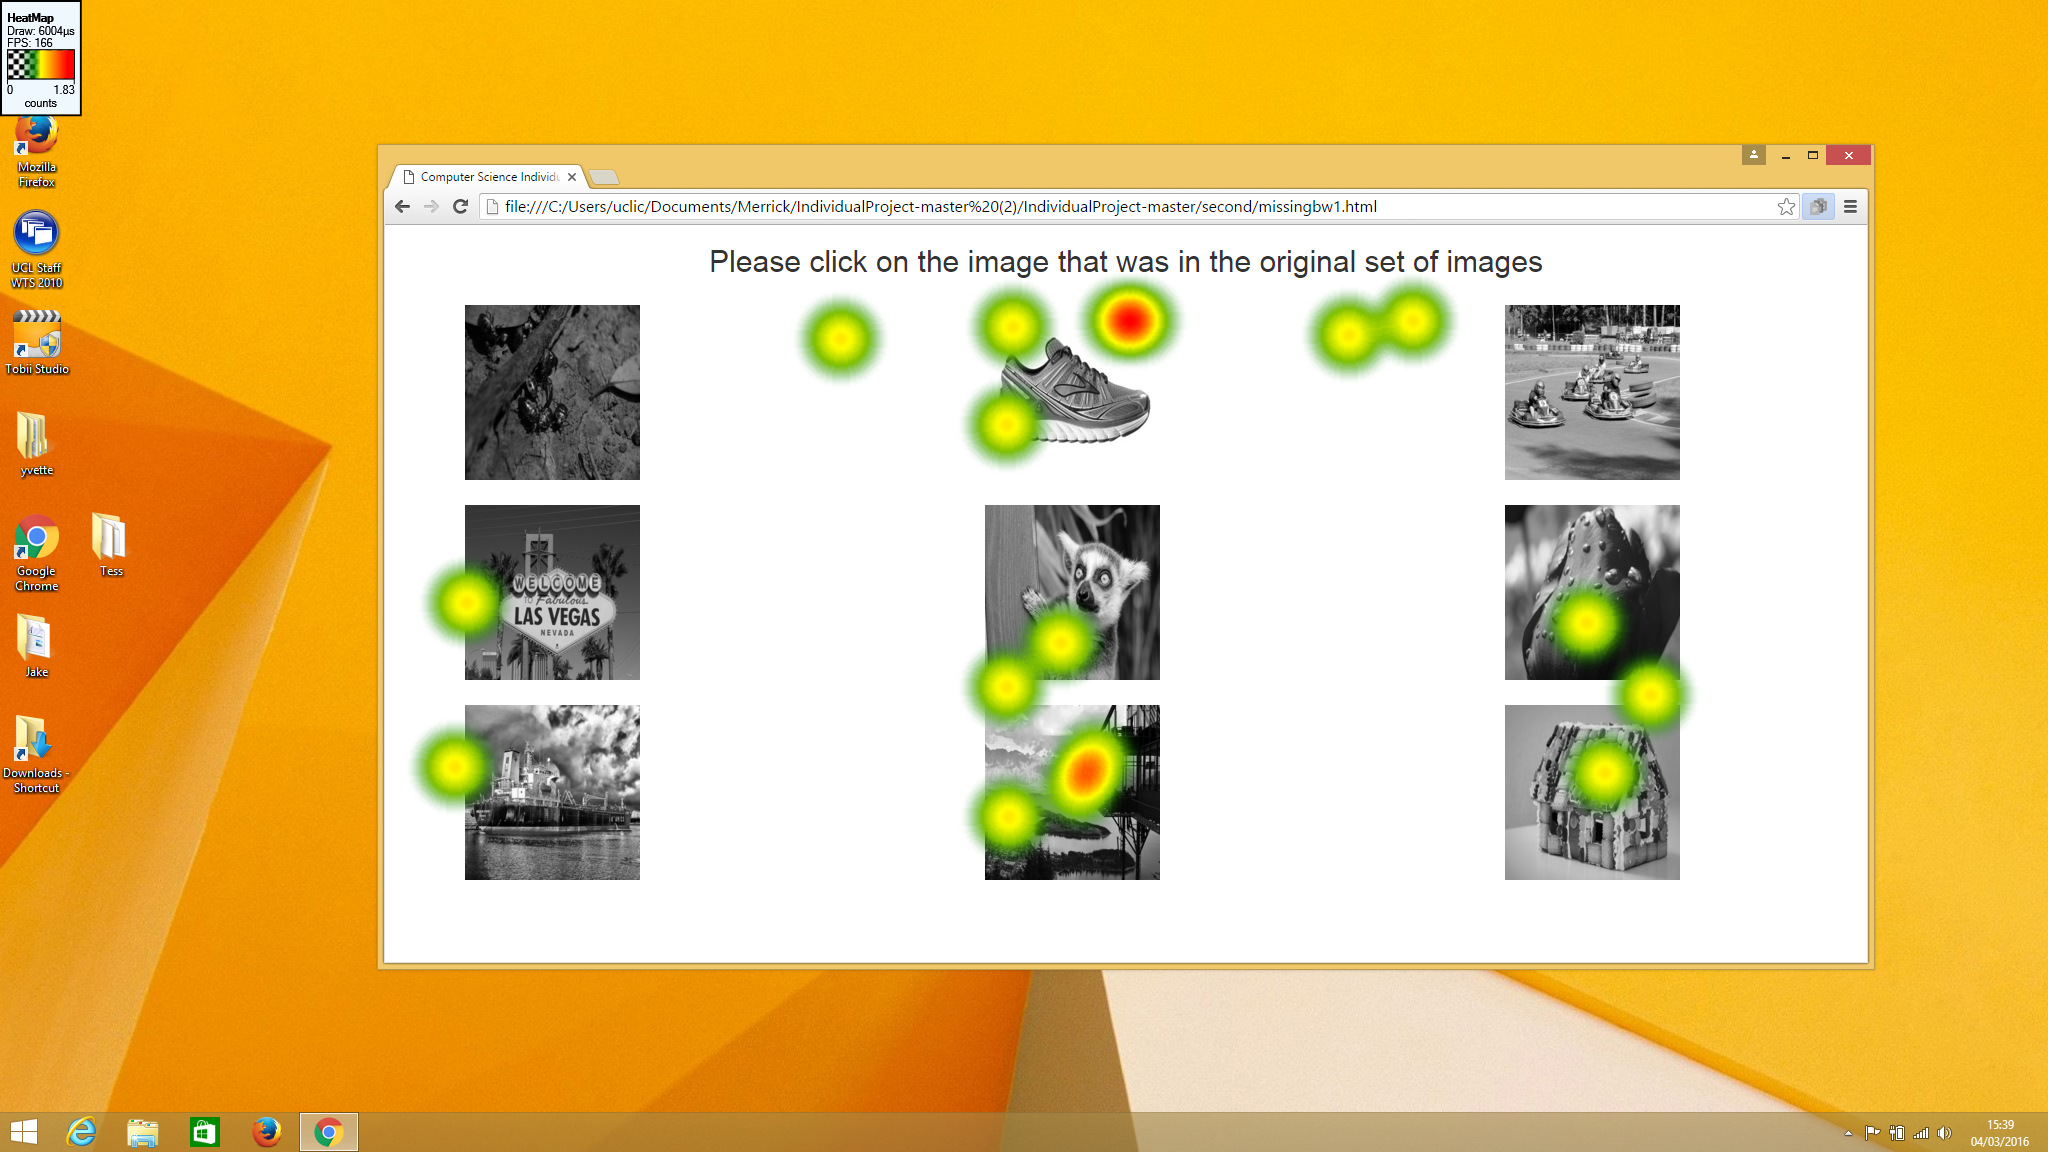 HeatMap
Draw: 6004µs
FPS: 166
0 1.83
counts
Mozilla
Firefox
UCL Staff
WTS 2010
Tobii Studio
yvette
Google
Chrome
Tess
Jake
Downloads -
Shortcut
Computer Science Individu
file:///C:/Users/uclic/Documents/Merrick/IndividualProject-master%20(2)/IndividualProject-master/second/missingbw1.html
Please click on the image that was in the original set of images
WELCOME
TO Fabulous
LAS VEGAS
NEVADA
15:39
04/03/2016